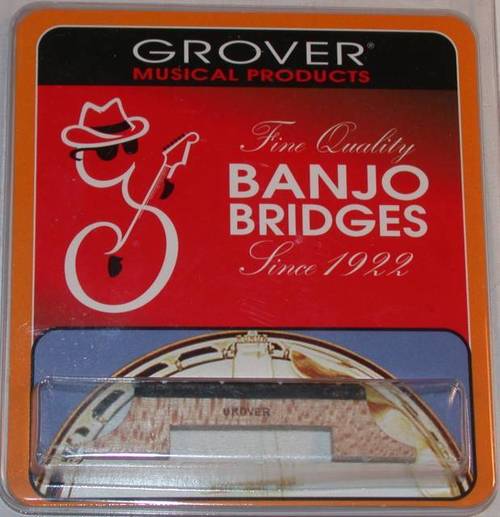 GROVER®
MUSICAL PRODUCTS
Fine Quality
BANJO
BRIDGES
Since 1922
GROVER